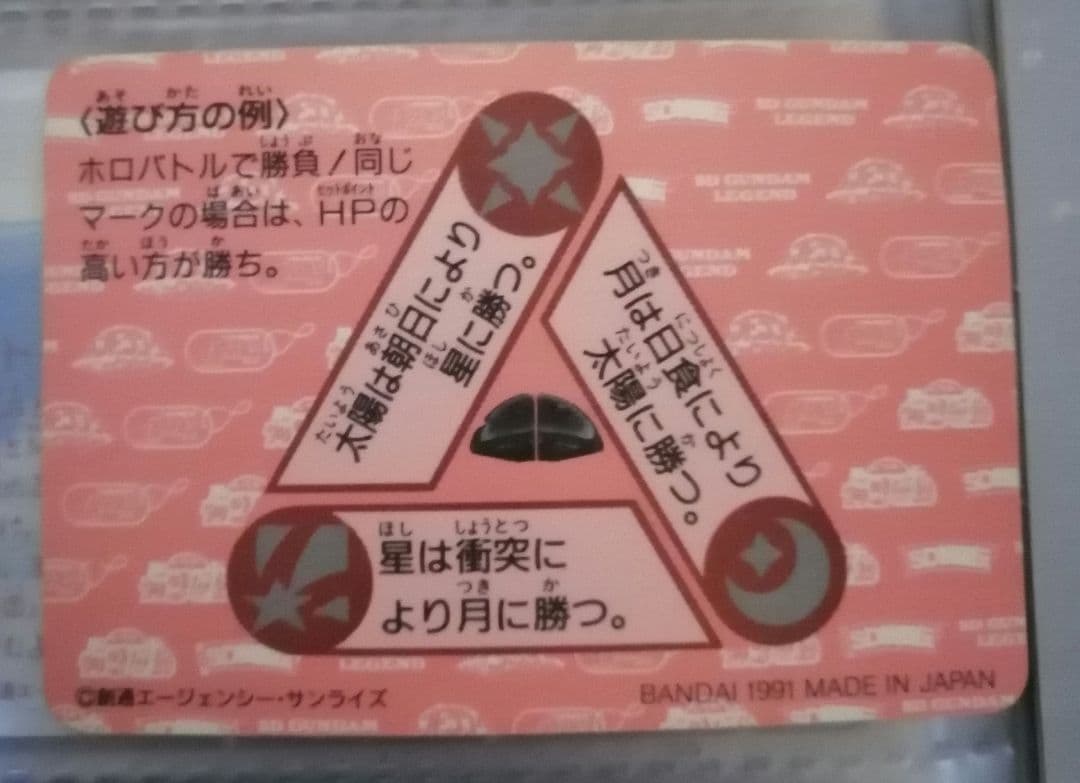 〈遊び方の例〉
ホロバトルで勝負!同じ
マークの場合は、HPの
高い方が勝ち。
太陽は朝日により
星に勝つ。
月は日食により
太陽に勝つ。
星は衝突に
より月に勝つ。
©創通エージェンシー・サンライズ
BANDAI 1991 MADE IN JAPAN
SD GUNDAM
LEGEND